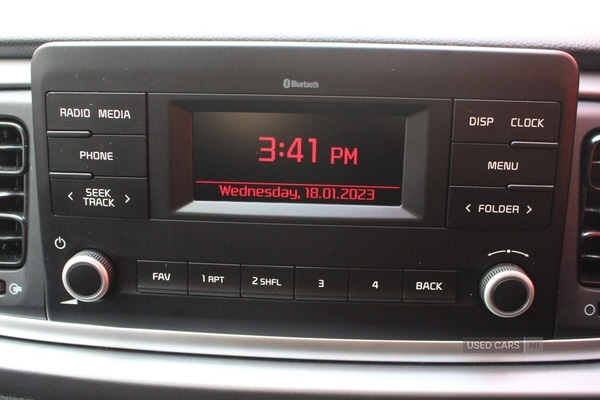 Bluetooth
RADIO MEDIA
PHONE
< SEEK TRACK >
3:41 PM
Wednesday, 18.01.2023
DISP CLOCK
MENU
< FOLDER >
FAV 1 RPT 2 SHFL 3 4 BACK
USED CARS NI